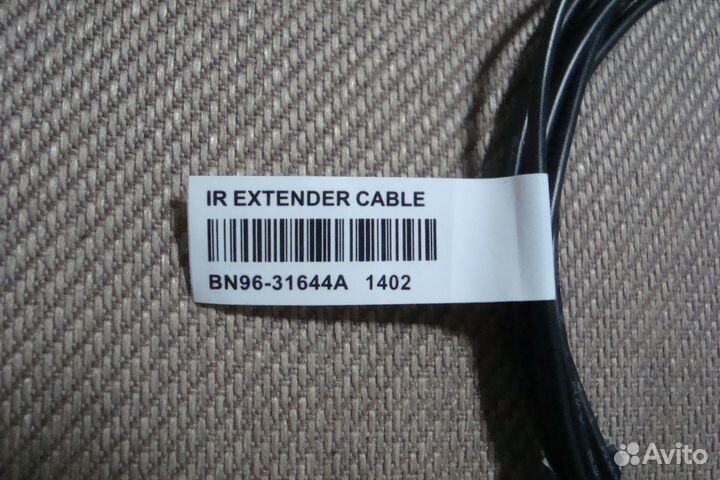 IR EXTENDER CABLE
BN96-31644A 1402
Avito